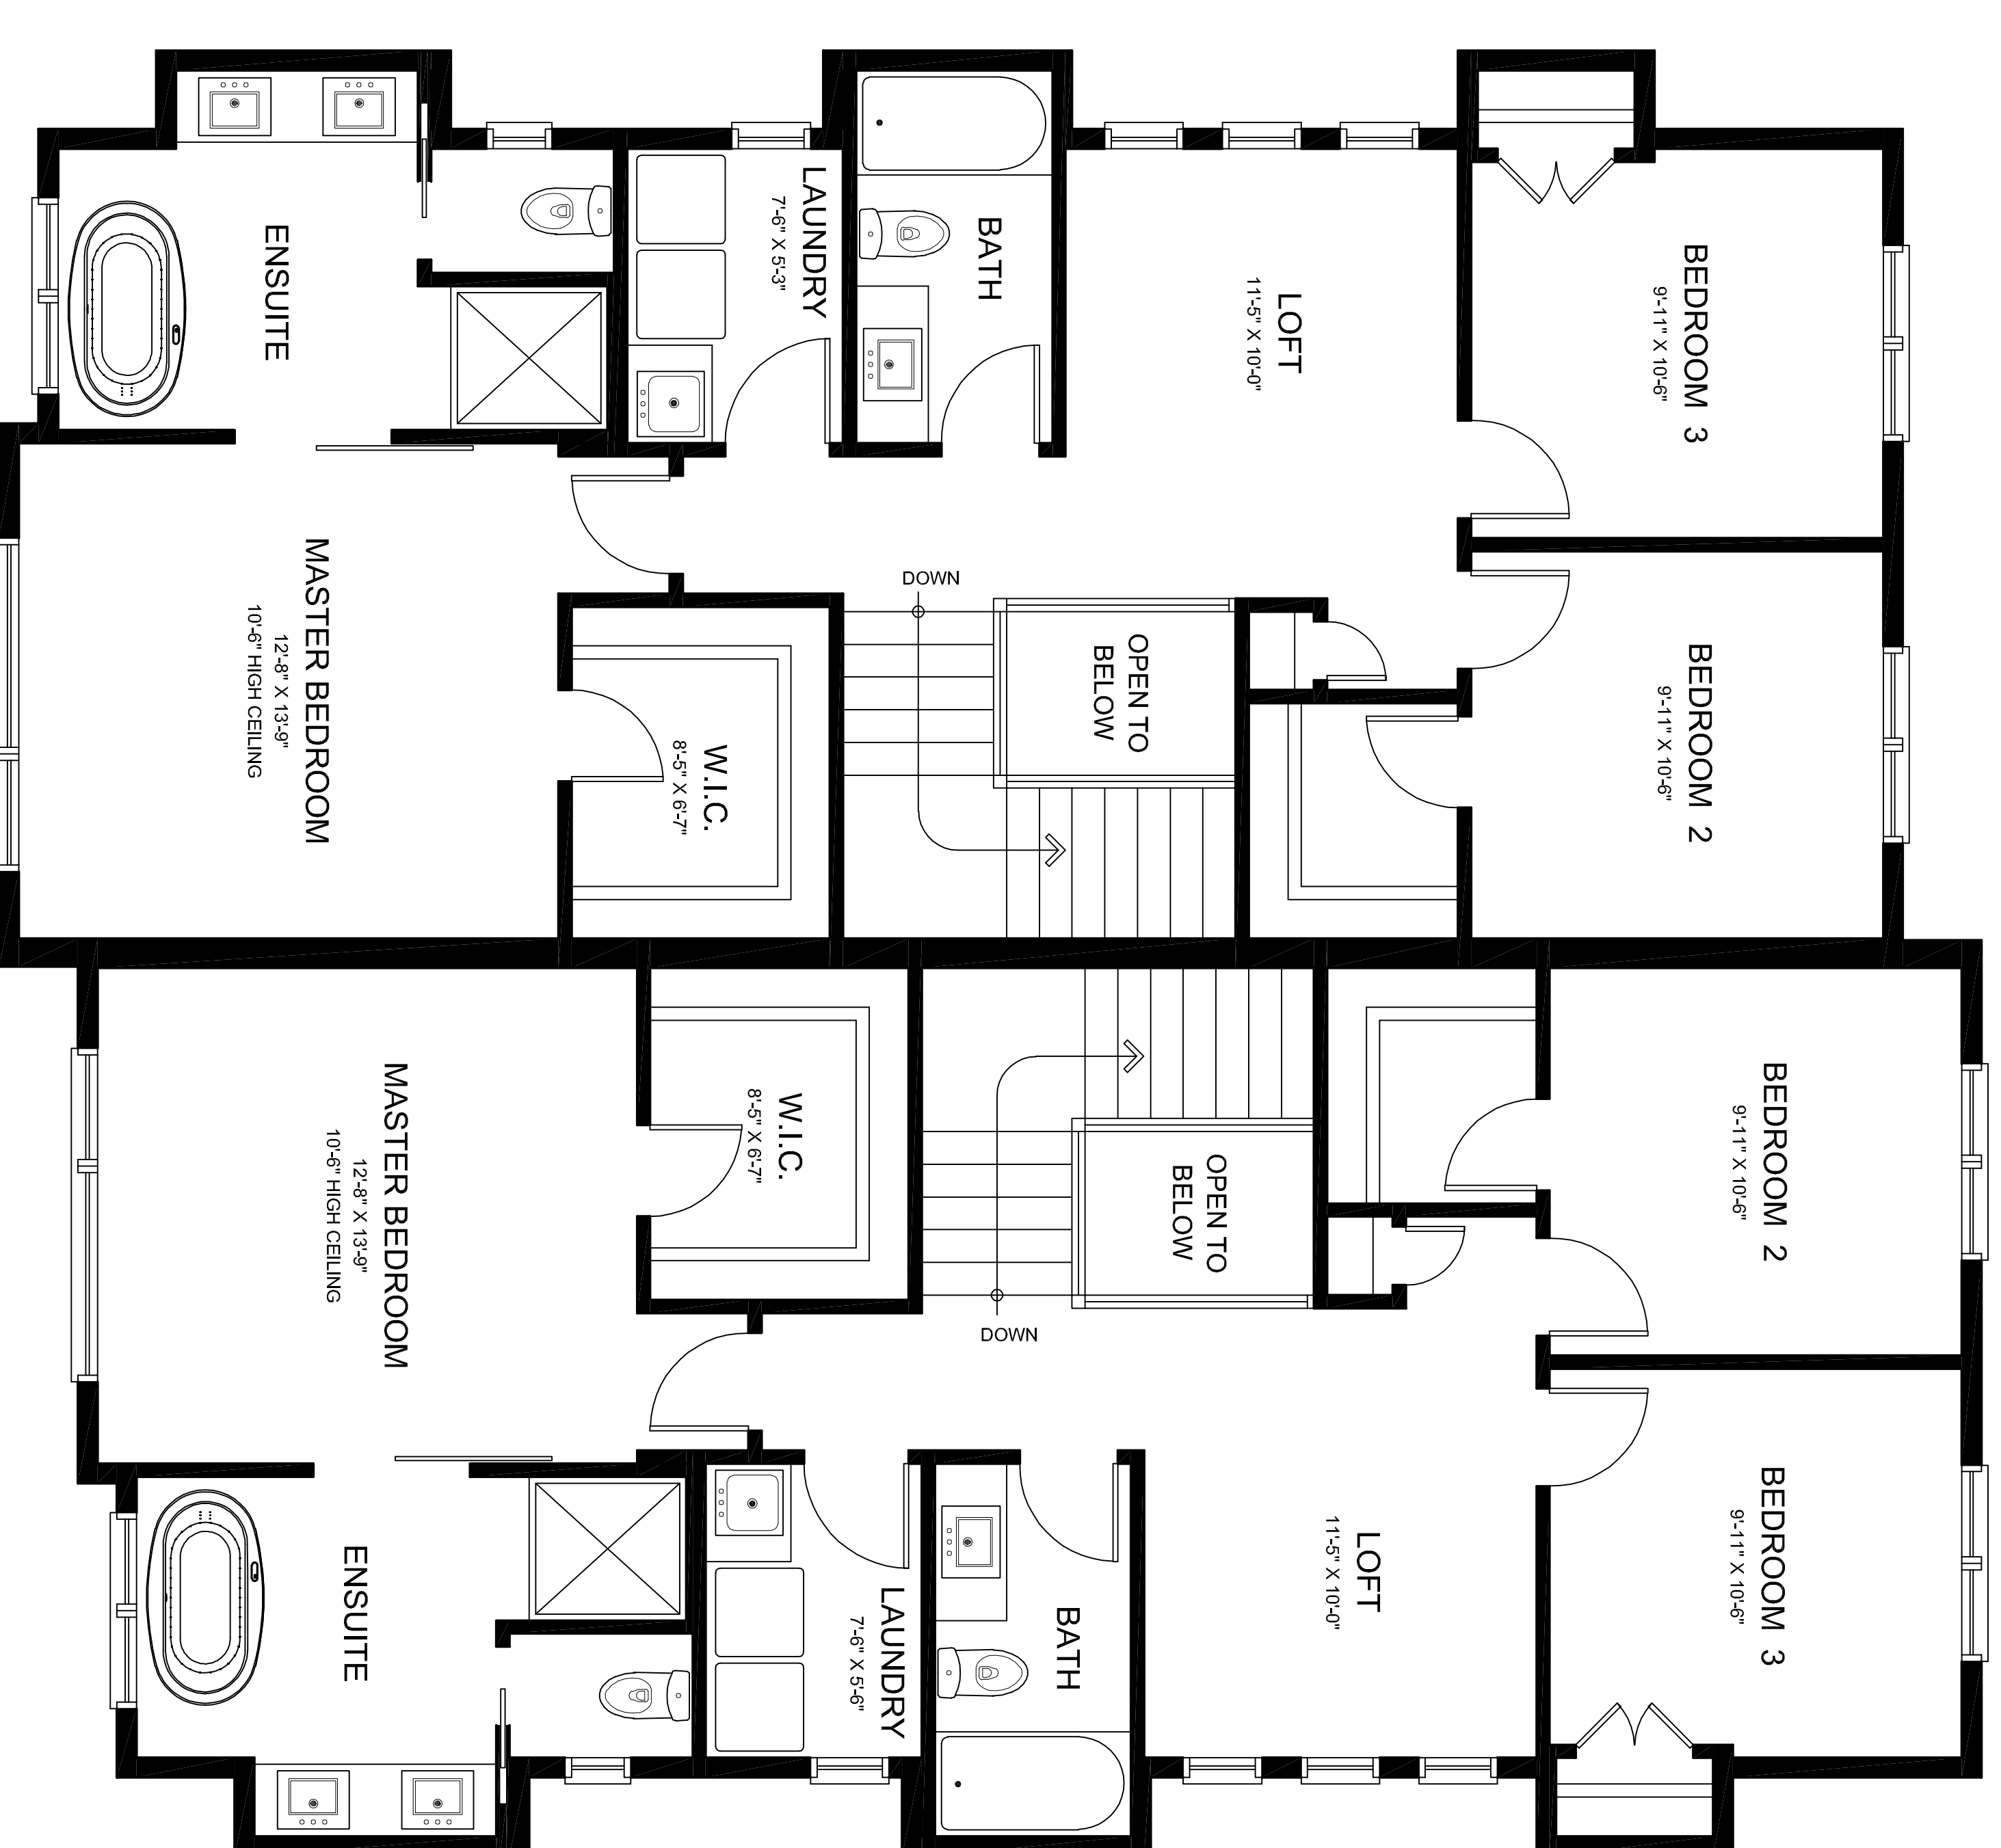 ENSUITE
LAUNDRY
7'-6" X 5'-3"
BATH
LOFT
11'-5" X 10'-0"
BEDROOM 3
9'-11" X 10'-6"
MASTER BEDROOM
12'-8" X 13'-9"
10'-6" HIGH CEILING
W.I.C.
8'-5" X 6'-7"
DOWN
OPEN TO
BELOW
BEDROOM 2
9'-11" X 10'-6"
MASTER BEDROOM
12'-8" X 13'-9"
10'-6" HIGH CEILING
W.I.C.
8'-5" X 6'-7"
OPEN TO
BELOW
DOWN
BEDROOM 2
9'-11" X 10'-6"
ENSUITE
LAUNDRY
7'-6" X 5'-6"
BATH
LOFT
11'-5" X 10'-0"
BEDROOM 3
9'-11" X 10'-6"